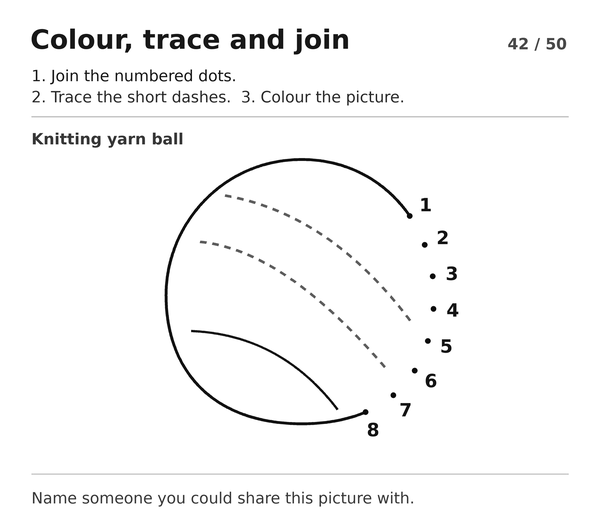 Colour, trace and join
42 / 50
1. Join the numbered dots.
2. Trace the short dashes.  3. Colour the picture.
Knitting yarn ball
1
2
3
4
5
6
7
8
Name someone you could share this picture with.